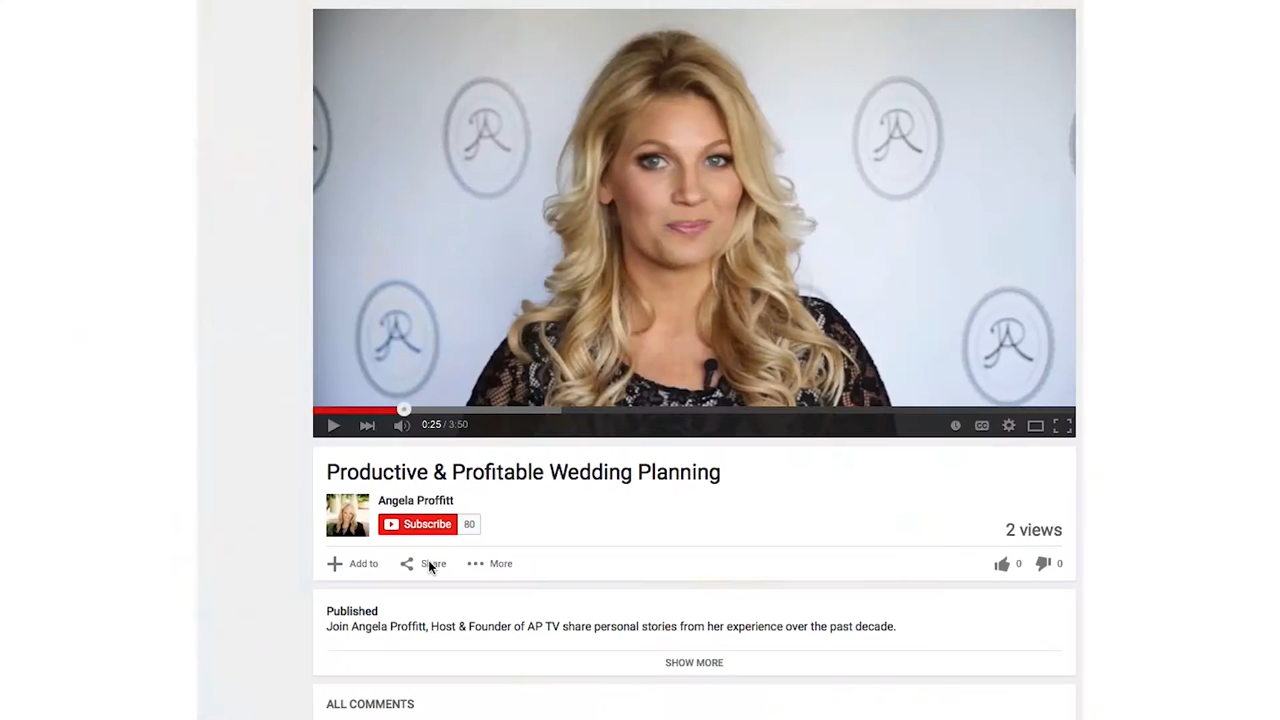 0:25 / 3:50
Productive & Profitable Wedding Planning
Angela Proffitt
Subscribe 80
2 views
Add to Share More 0 0
Published
Join Angela Proffitt, Host & Founder of AP TV share personal stories from her experience over the past decade.
SHOW MORE
ALL COMMENTS